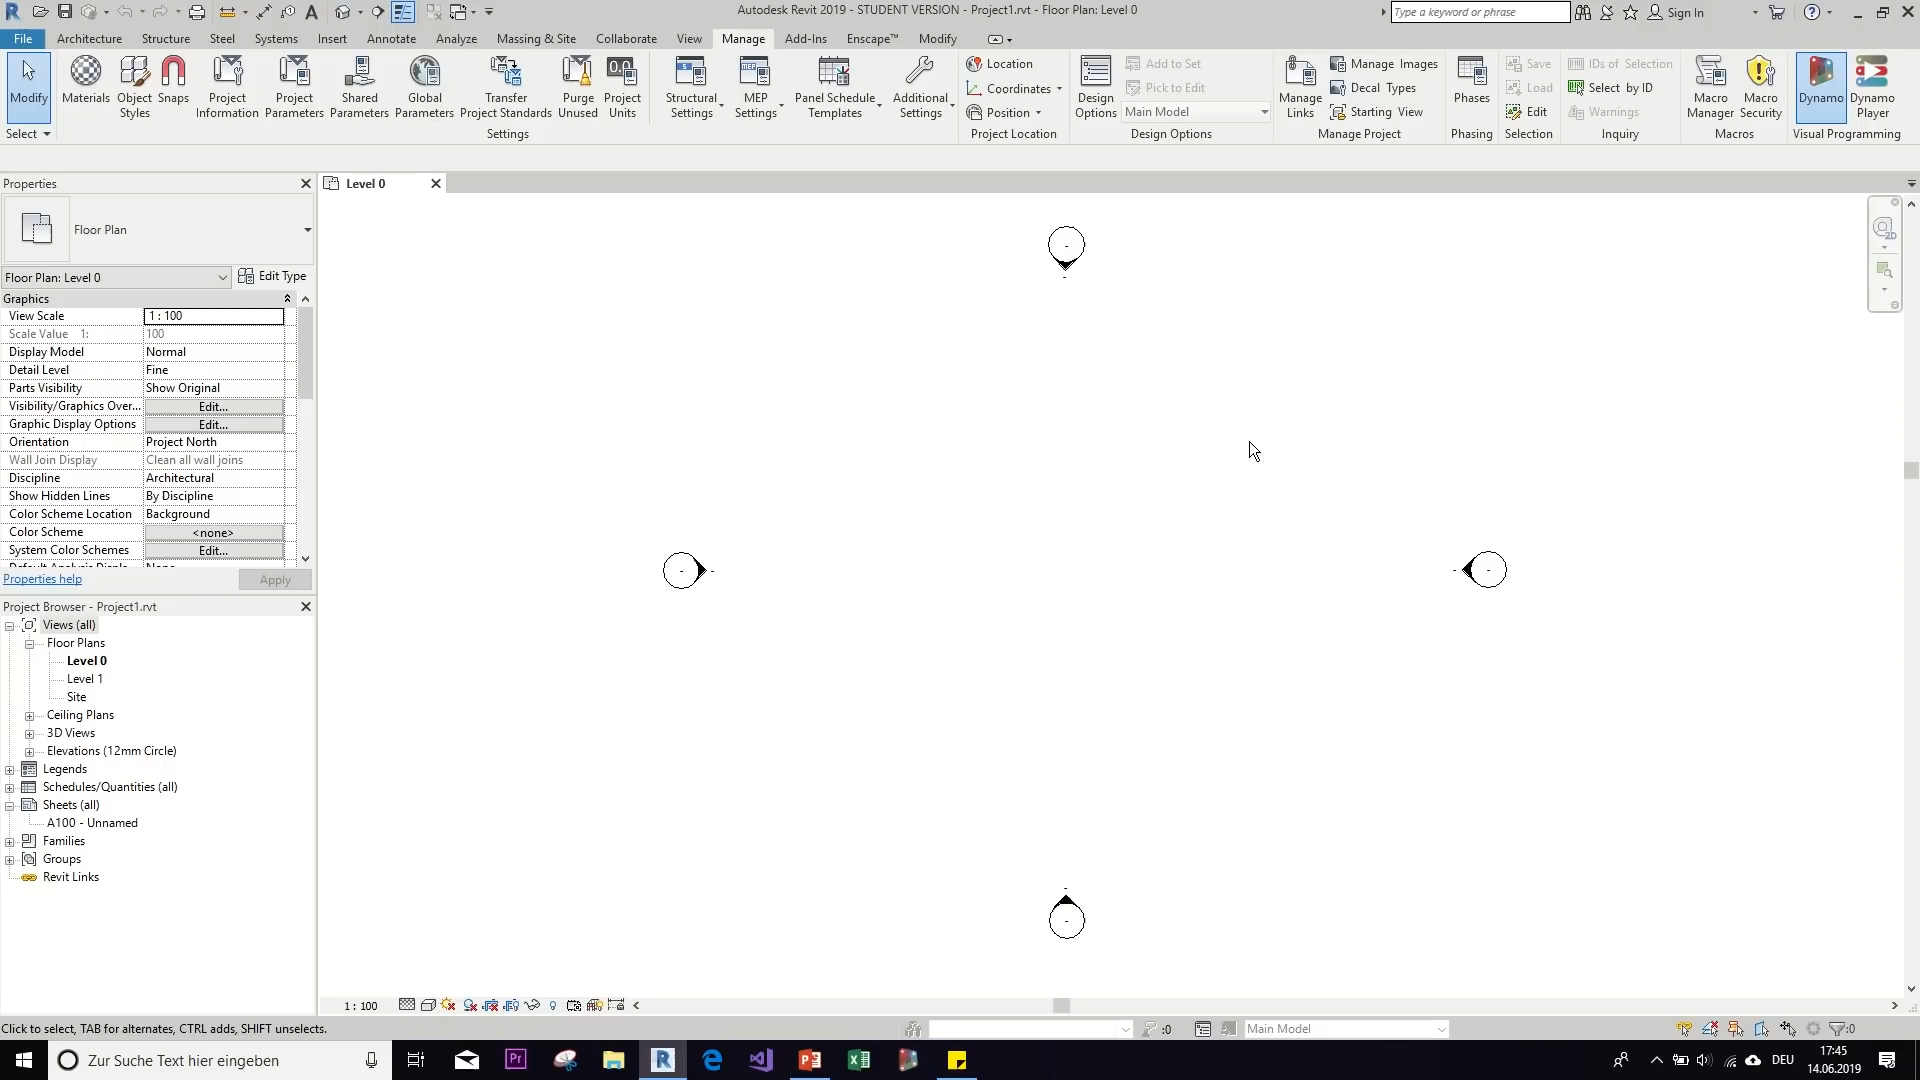 Autodesk Revit 2019 - STUDENT VERSION - Project1.rvt - Floor Plan: Level 0
Type a keyword or phrase
Sign In
File Architecture Structure Steel Systems Insert Annotate Analyze Massing & Site Collaborate View Manage Add-Ins Enscape™ Modify
Modify
Materials
Object Styles
Snaps
Project Information
Project Parameters
Shared Parameters
Global Parameters
Transfer Project Standards
Purge Unused
Project Units
Structural Settings
MEP Settings
Panel Schedule Templates
Additional Settings
Location
Coordinates
Position
Design Options
Add to Set
Pick to Edit
Main Model
Manage Links
Manage Images
Decal Types
Starting View
Phases
Save
Load
Edit
IDs of Selection
Select by ID
Warnings
Macro Manager
Macro Security
Dynamo
Dynamo Player
Select Settings Project Location Design Options Manage Project Phasing Selection Inquiry Macros Visual Programming
Properties
Level 0
Floor Plan
2D
Floor Plan: Level 0 Edit Type
Graphics
View Scale 1 : 100
Scale Value 1: 100
Display Model Normal
Detail Level Fine
Parts Visibility Show Original
Visibility/Graphics Over... Edit...
Graphic Display Options Edit...
Orientation Project North
Wall Join Display Clean all wall joins
Discipline Architectural
Show Hidden Lines By Discipline
Color Scheme Location Background
Color Scheme <none>
System Color Schemes Edit...
Properties help Apply
Project Browser - Project1.rvt
Views (all)
Floor Plans
Level 0
Level 1
Site
Ceiling Plans
3D Views
Elevations (12mm Circle)
Legends
Schedules/Quantities (all)
Sheets (all)
A100 - Unnamed
Families
Groups
Revit Links
1 : 100
Click to select, TAB for alternates, CTRL adds, SHIFT unselects.
:0
Main Model
:0
Zur Suche Text hier eingeben
DEU
17:45
14.06.2019